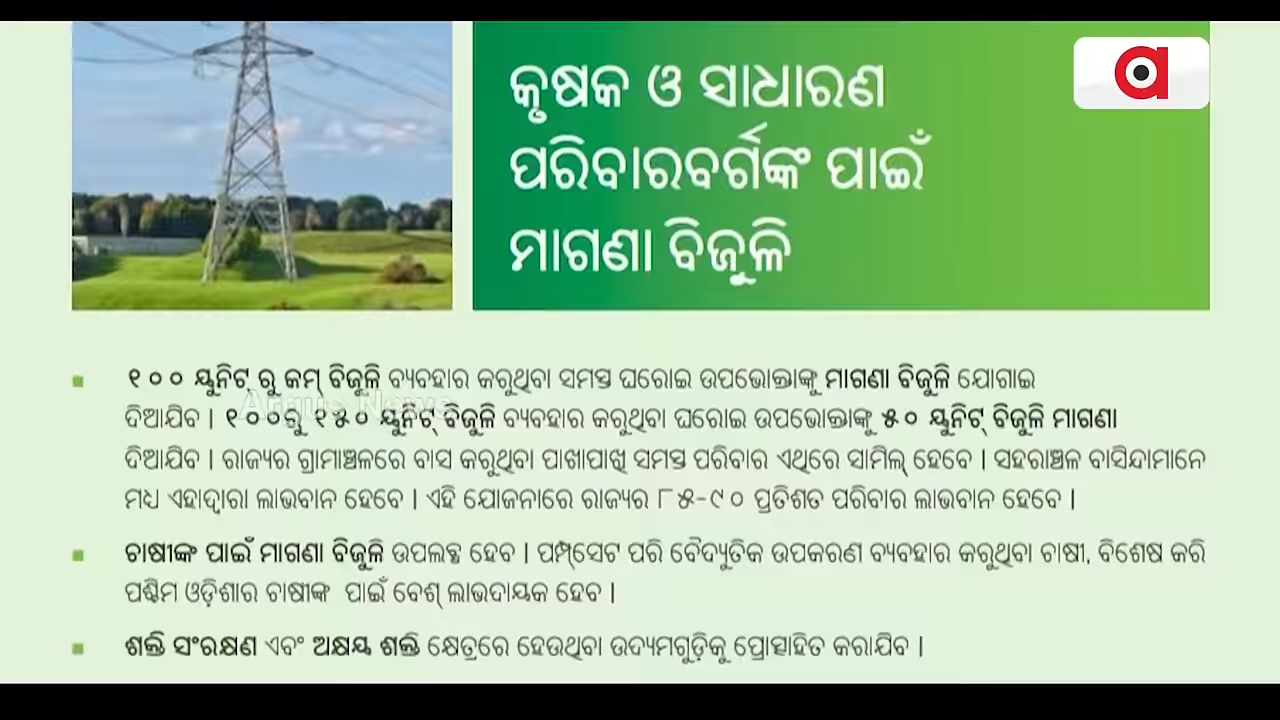 କୃଷକ ଓ ସାଧାରଣ
ପରିବାରବର୍ଗଙ୍କ ପାଇଁ
ମାଗଣା ବିଜୁଳି
୧୦୦ ୟୁନିଟ୍ ରୁ କମ୍ ବିଜୁଳି ବ୍ୟବହାର କରୁଥିବା ସମସ୍ତ ଘରୋଇ ଉପଭୋକ୍ତାଙ୍କୁ ମାଗଣା ବିଜୁଳି ଯୋଗାଇ
ଦିଆଯିବ | ୧୦୦ରୁ ୧୫୦ ୟୁନିଟ୍ ବିଜୁଳି ବ୍ୟବହାର କରୁଥିବା ଘରୋଇ ଉପଭୋକ୍ତାଙ୍କୁ ୫୦ ୟୁନିଟ୍ ବିଜୁଳି ମାଗଣା
Argus News
ଦିଆଯିବ | ରାଜ୍ୟର ଗ୍ରାମାଞ୍ଚଳରେ ବାସ କରୁଥିବା ପାଖାପାଖି ସମସ୍ତ ପରିବାର ଏଥିରେ ସାମିଲ୍ ହେବେ | ସହରାଞ୍ଚଳ ବାସିନ୍ଦାମାନେ
ମଧ୍ୟ ଏହାଦ୍ୱାରା ଲାଭବାନ ହେବେ | ଏହି ଯୋଜନାରେ ରାଜ୍ୟର ୮୫-୯୦ ପ୍ରତିଶତ ପରିବାର ଲାଭବାନ ହେବେ |
ଚାଷୀଙ୍କ ପାଇଁ ମାଗଣା ବିଜୁଳି ଉପଲବ୍ଧ ହେବ | ପମ୍ପ୍‌ସେଟ ପରି ବୈଦ୍ୟୁତିକ ଉପକରଣ ବ୍ୟବହାର କରୁଥିବା ଚାଷୀ, ବିଶେଷ କରି
ପଶ୍ଚିମ ଓଡ଼ିଶାର ଚାଷୀଙ୍କ ପାଇଁ ବେଶ୍ ଲାଭଦାୟକ ହେବ |
ଶକ୍ତି ସଂରକ୍ଷଣ ଏବଂ ଅକ୍ଷୟ ଶକ୍ତି କ୍ଷେତ୍ରରେ ହେଉଥିବା ଉଦ୍ୟମଗୁଡ଼ିକୁ ପ୍ରୋତ୍ସାହିତ କରାଯିବ |